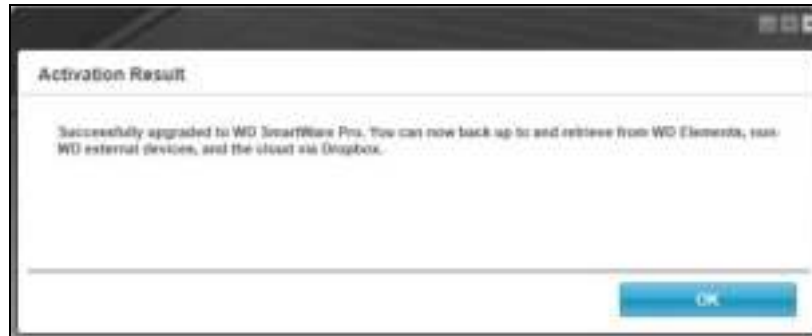 Activation Result
Successfully upgraded to WD SmartWare Pro. You can now back up to and retrieve from WD Elements, non-
WD external devices, and the cloud via Dropbox.
OK